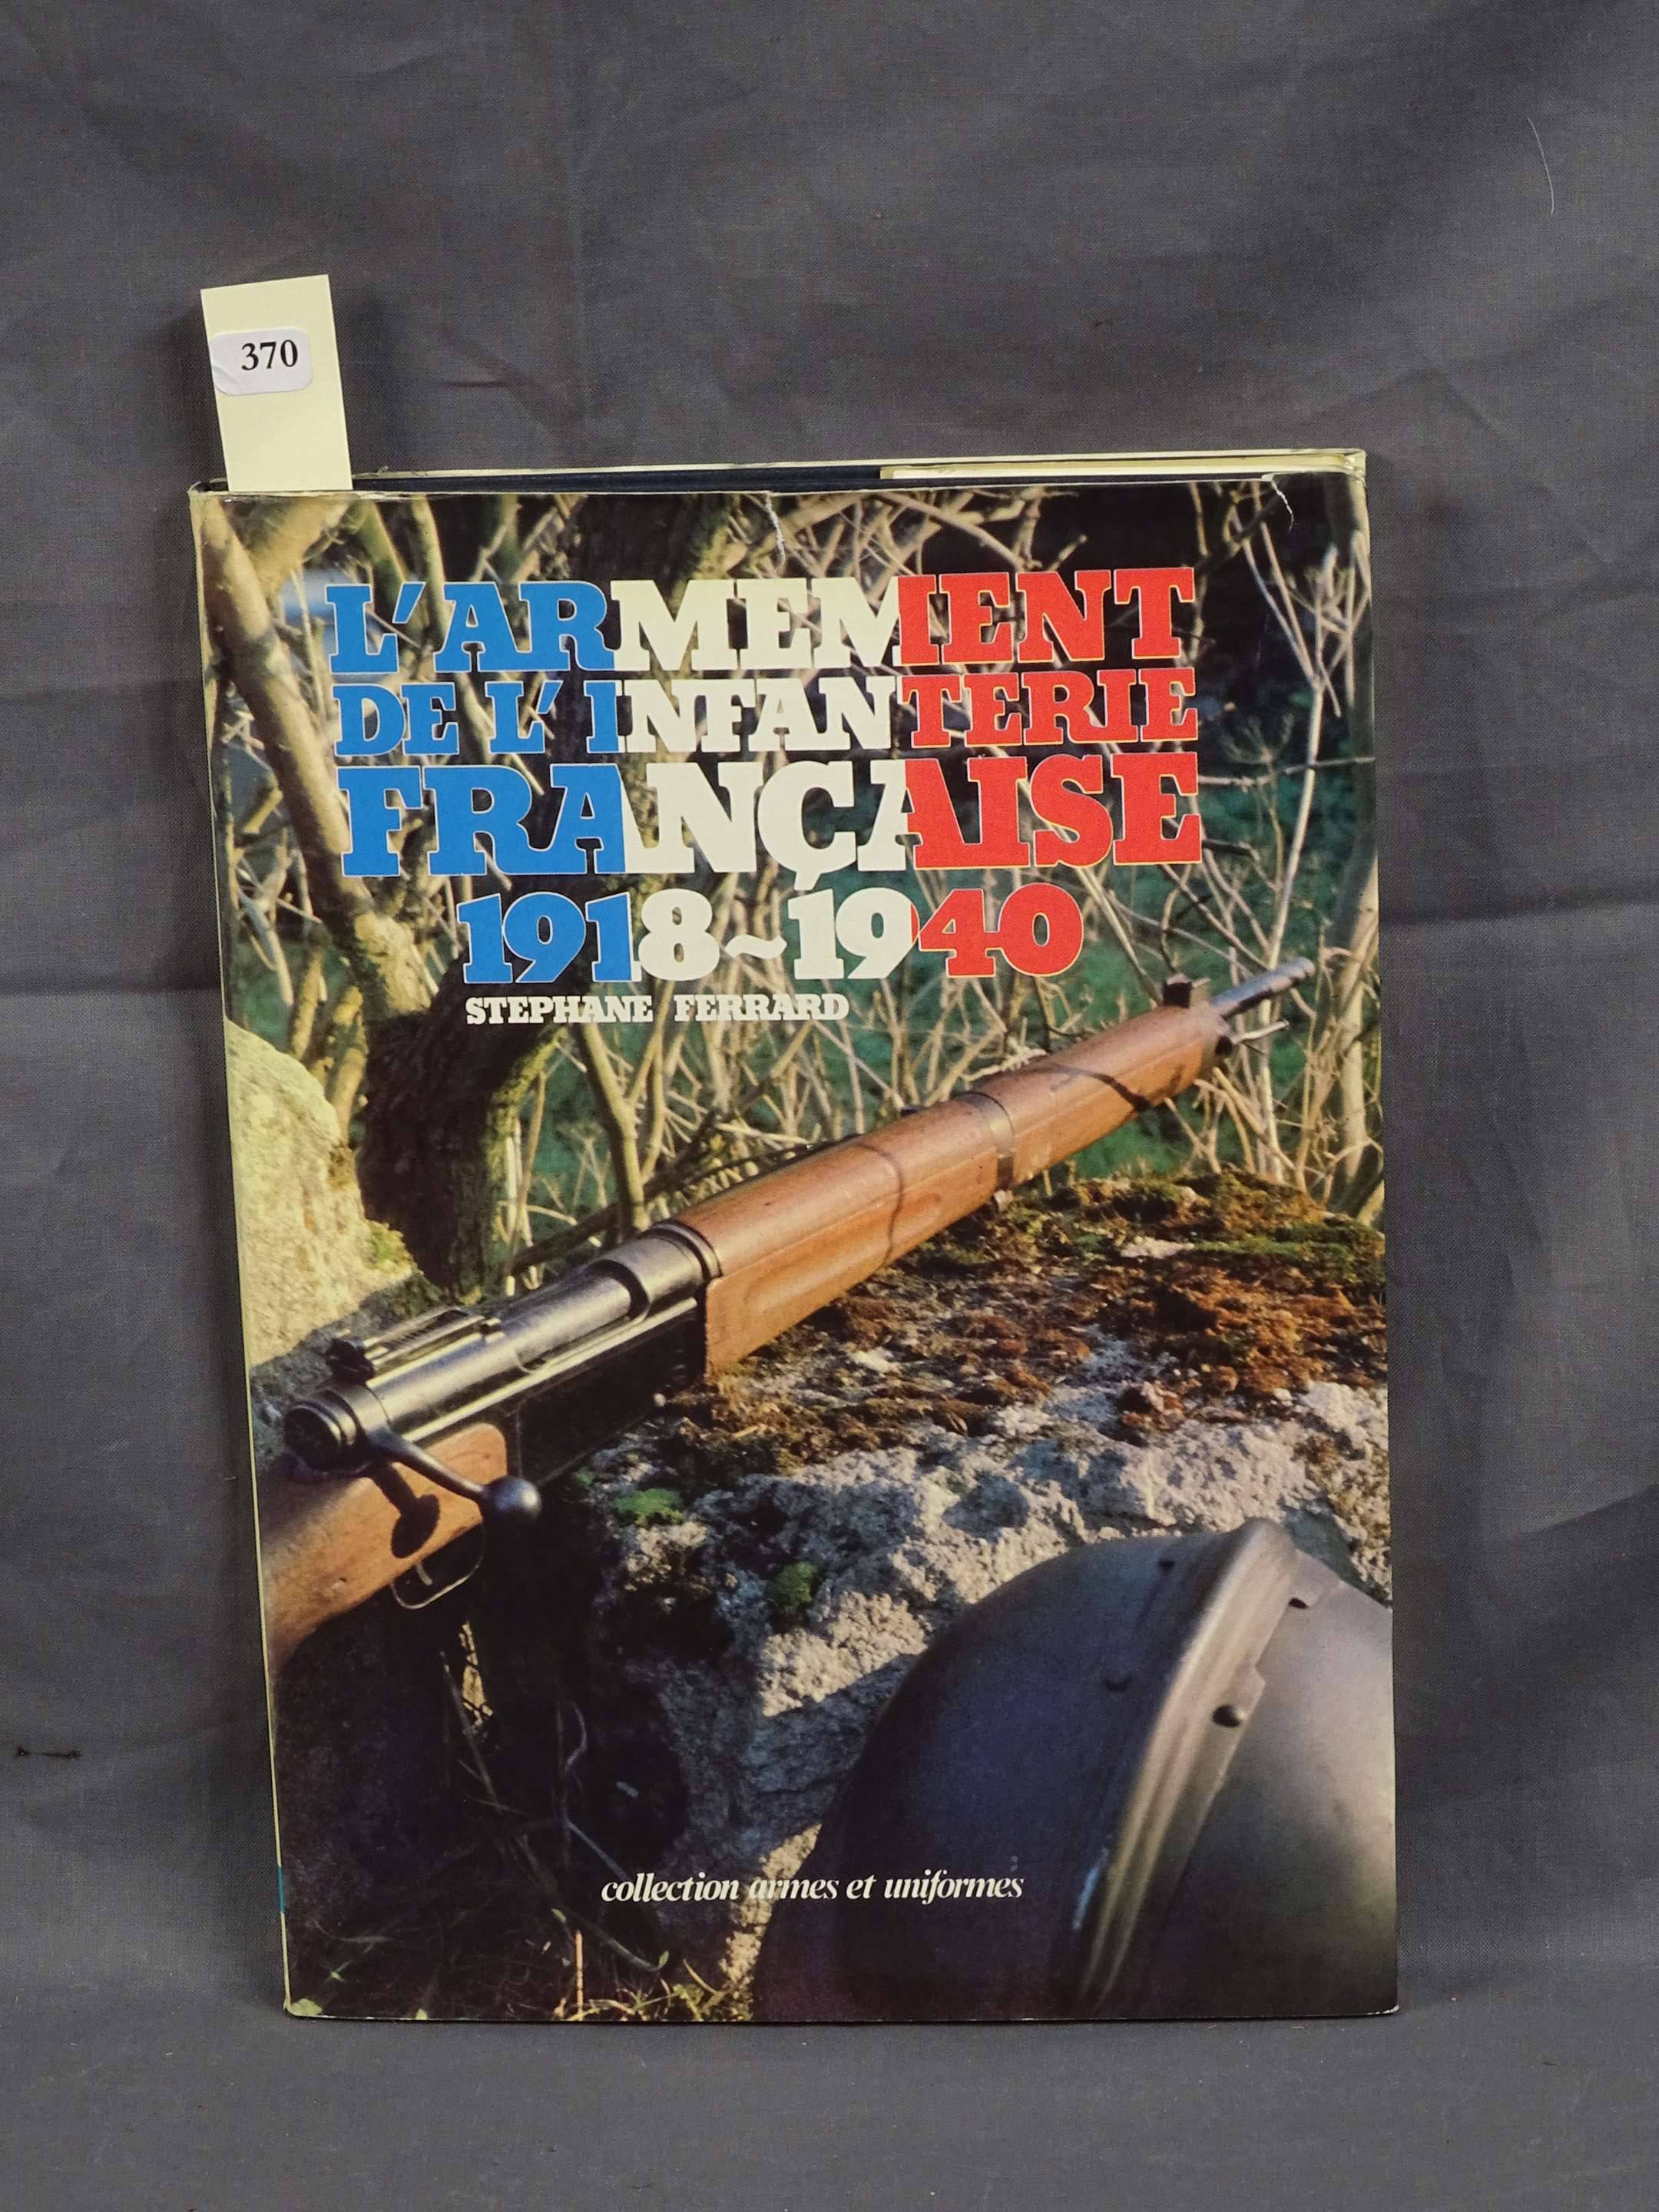 370
L'ARMEMENT
DE L'INFANTERIE
FRANÇAISE
1918~1940
STEPHANE FERRARD
collection armes et uniformes